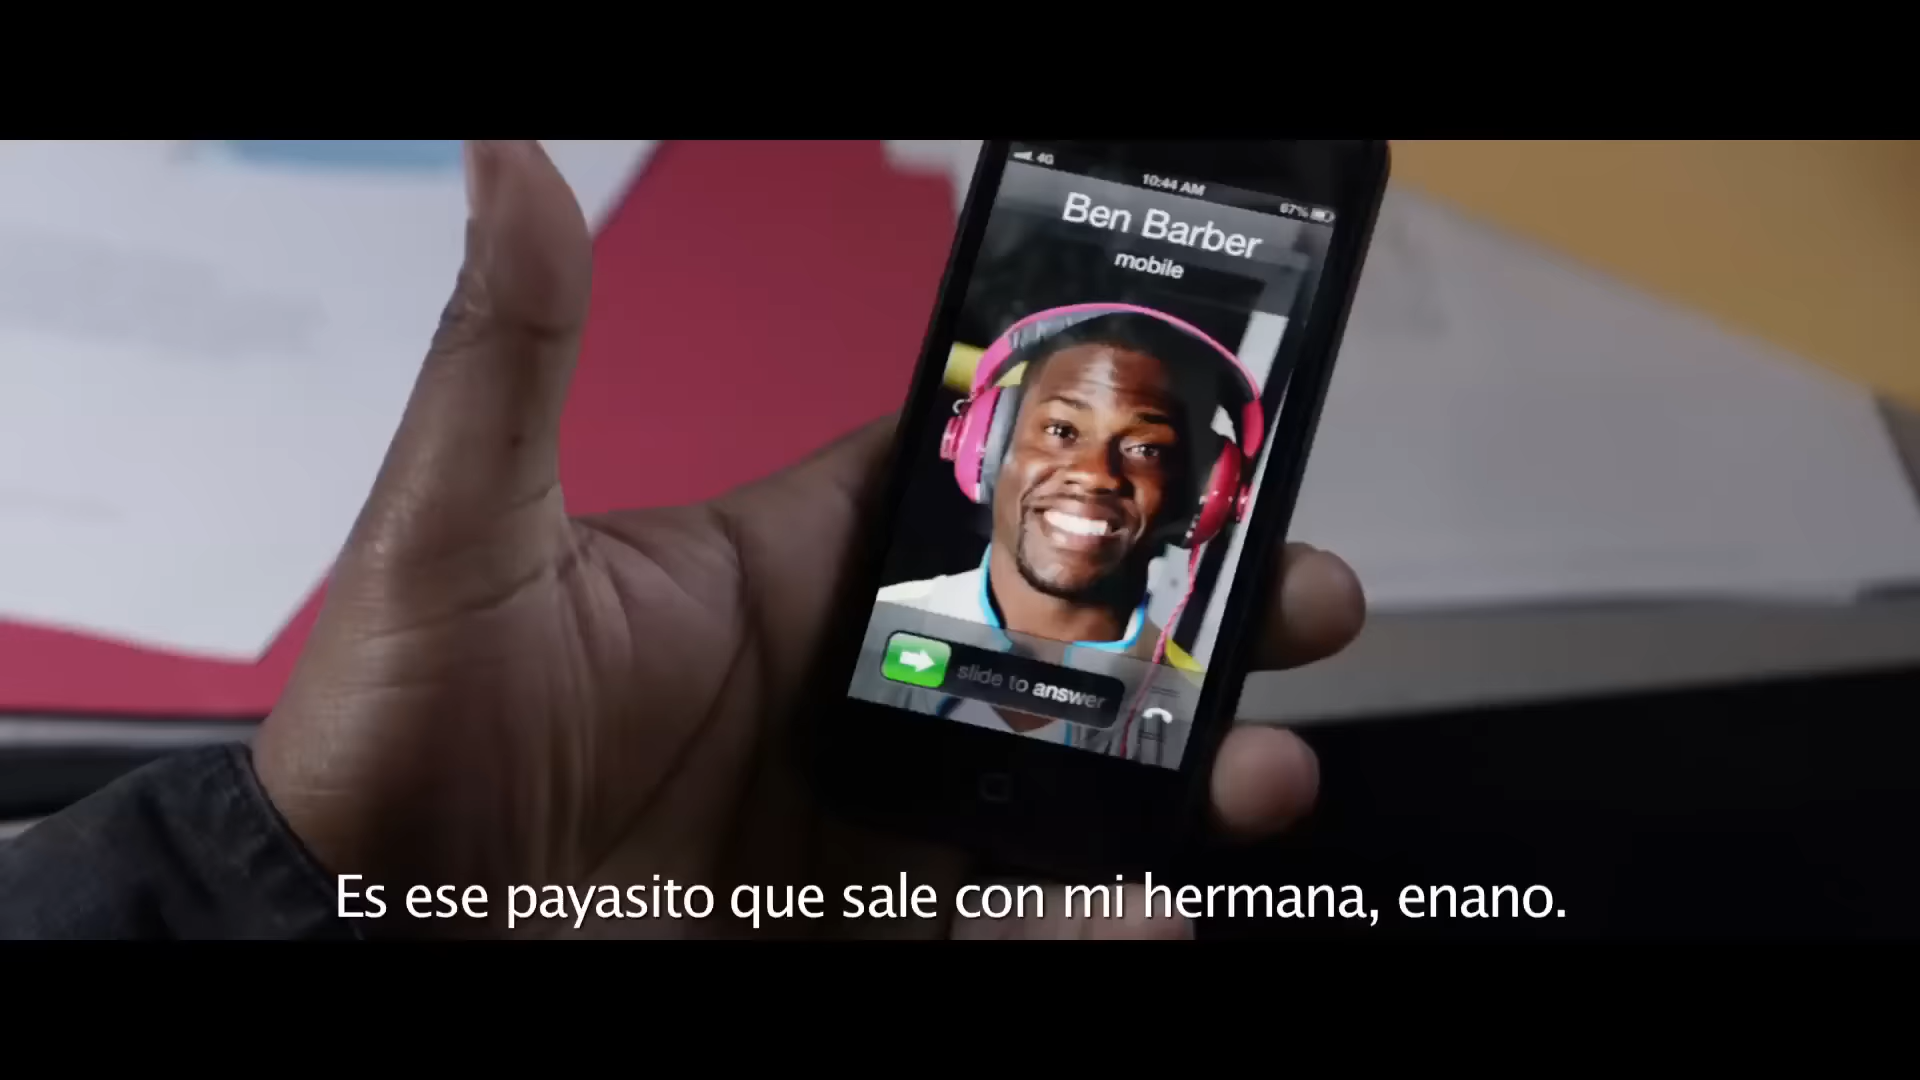 4G
10:44 AM
67%
Ben Barber
mobile
slide to answer
Es ese payasito que sale con mi hermana, enano.